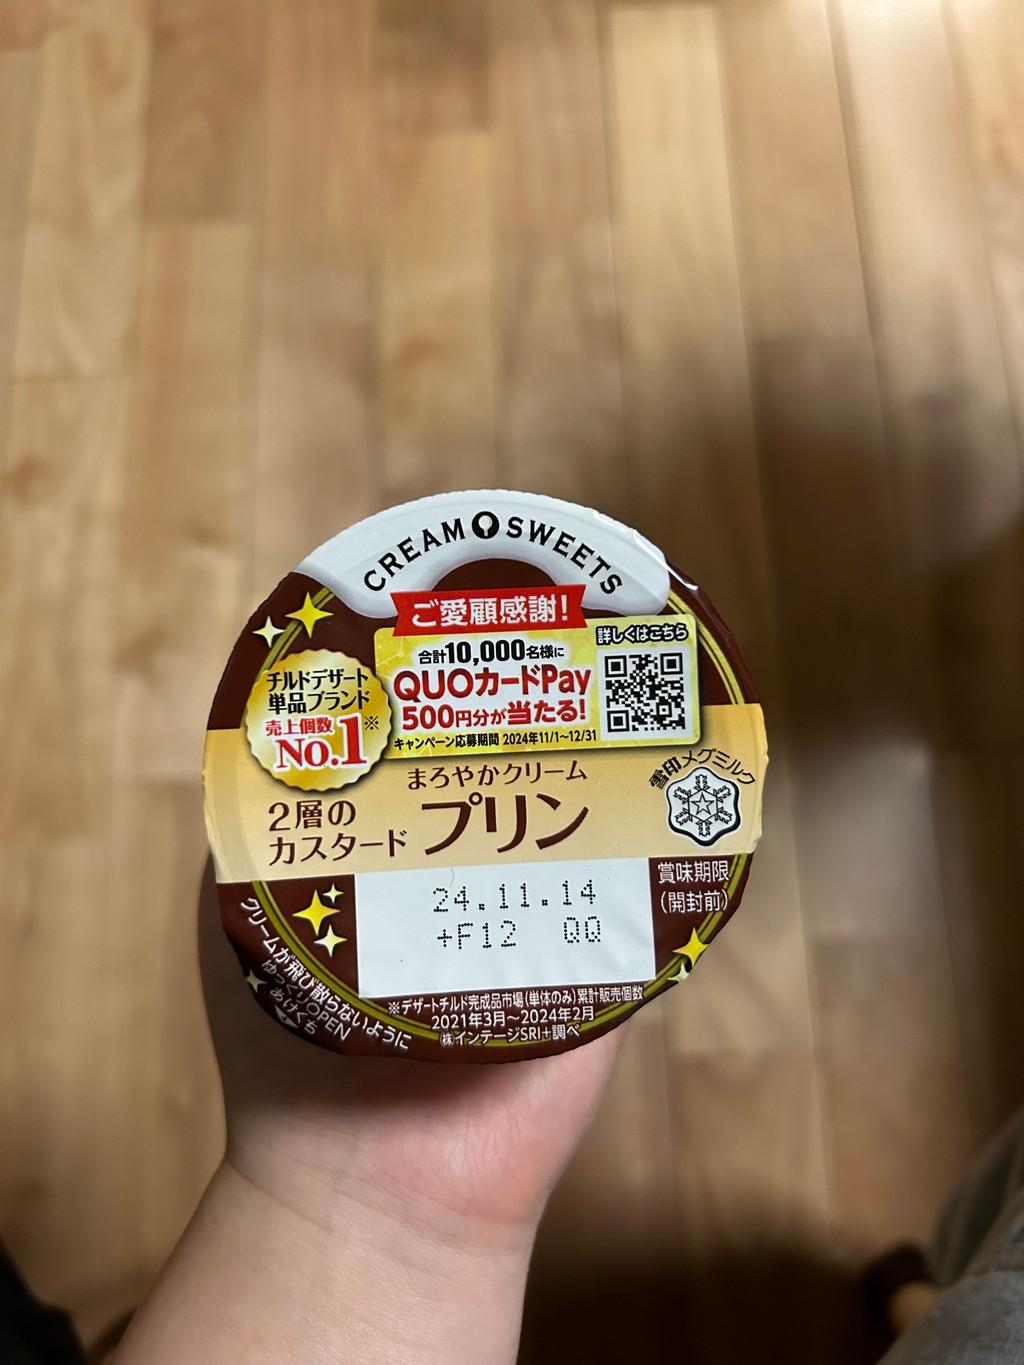 CREAM SWEETS
ご愛顧感謝!
詳しくはこちら
合計10,000名様に
QUOカードPay
500円分が当たる!
キャンペーン応募期間 2024年11/1~12/31
チルドデザート
単品ブランド
売上個数
No.1※
雪印メグミルク
まろやかクリーム
2層の
カスタード
プリン
賞味期限
(開封前)
24.11.14
+F12 QQ
クリームが飛び散らないように
ゆっくりOPEN
あけくち
※デザートチルド完成品市場(単体のみ)累計販売個数
2021年3月~2024年2月
㈱インテージSRI+調べ